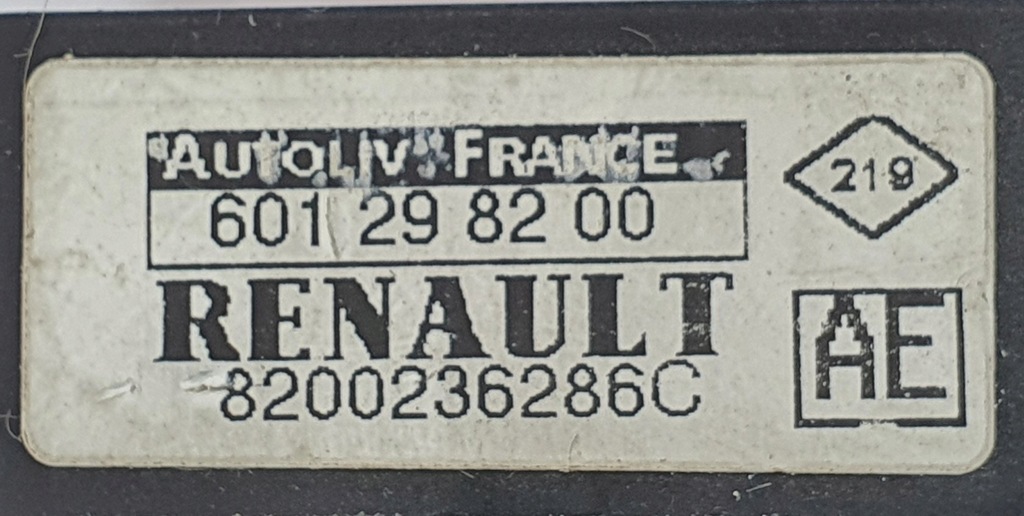 AUTOLIV FRANCE
601 29 82 00
RENAULT
8200236286C
219
AE